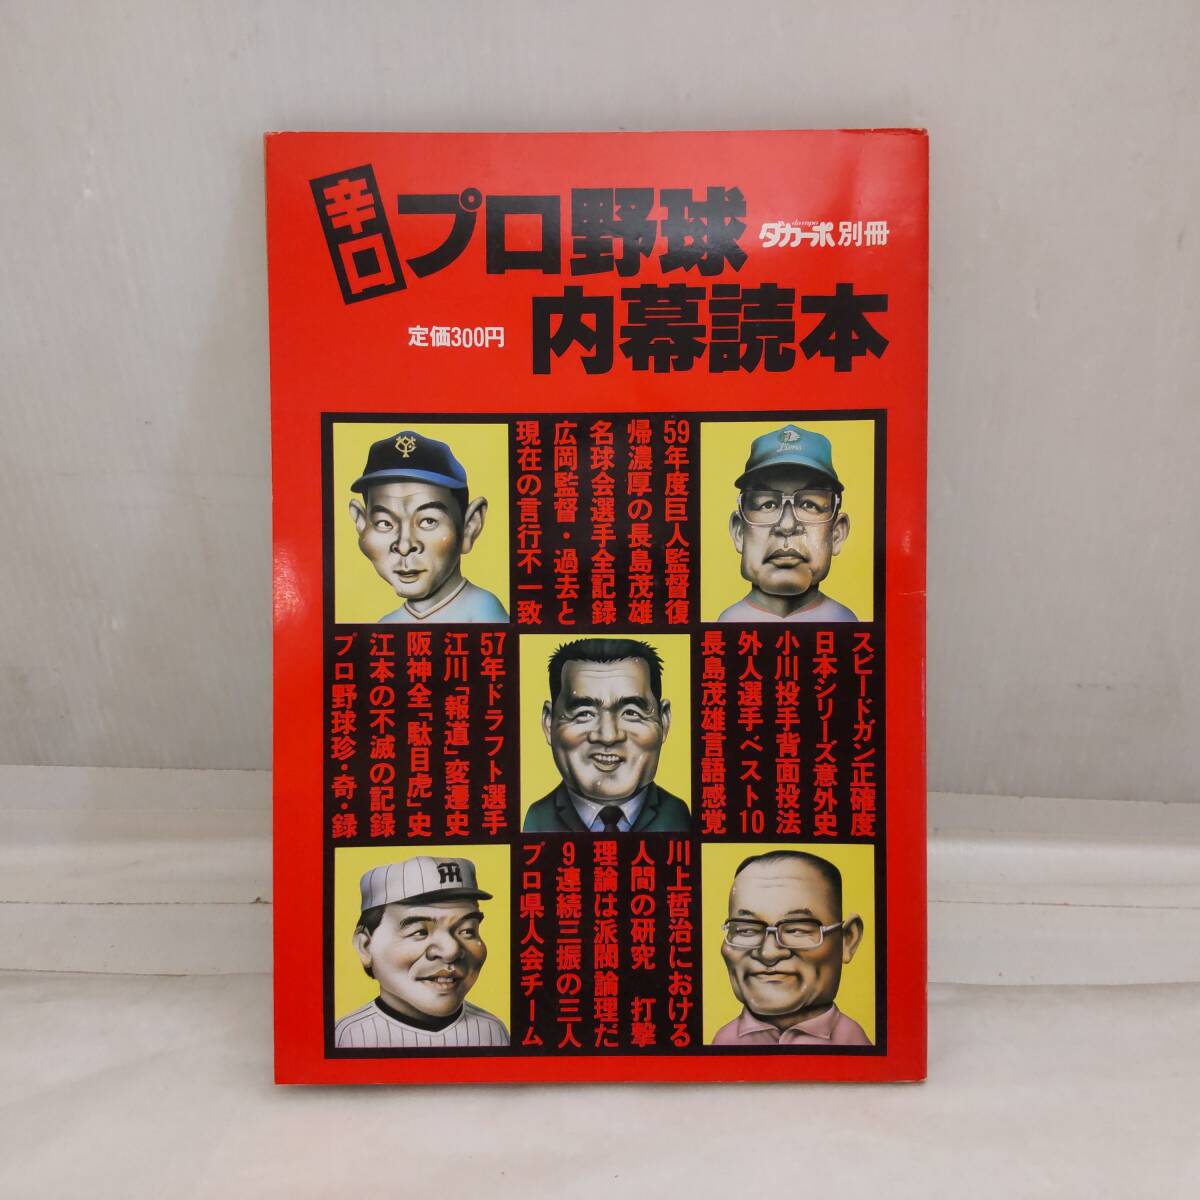 辛口
プロ野球
da capo
ダカーポ別冊
内幕読本
定価300円
59年度巨人監督復
帰濃厚の長島茂雄
名球会選手全記録
広岡監督・過去と
現在の言行不一致
YG
Lions
スピードガン正確度
日本シリーズ意外史
小川投手背面投法
外人選手ベスト10
長島茂雄言語感覚
57年ドラフト選手
江川「報道」変遷史
阪神全「駄目虎」史
江本の不滅の記録
プロ野球珍・奇・録
川上哲治における
人間の研究　打撃
理論は派閥論理だ
9連続三振の三人
プロ県人会チーム
HT